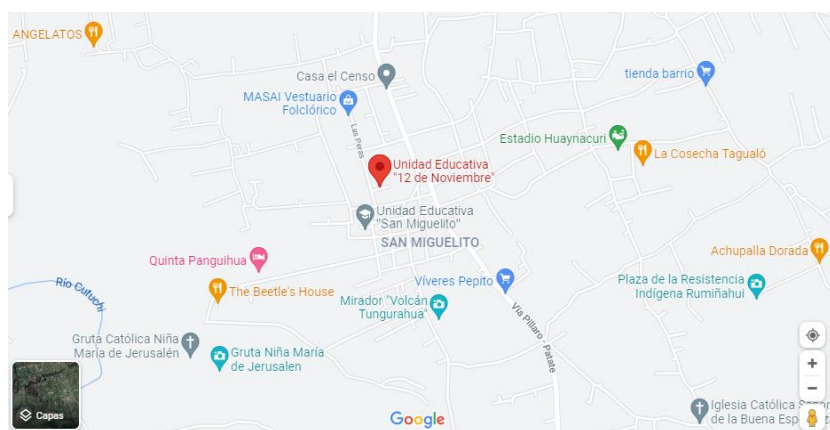 ANGELATOS
Casa el Censo
tienda barrio
MASAI Vestuario
Folclórico
Las Peras
Estadio Huaynacuri
La Cosecha Tagualó
Unidad Educativa
"12 de Noviembre"
Unidad Educativa
"San Miguelito"
SAN MIGUELITO
Quinta Panguihua
Achupalla Dorada
Río Cutuchi
The Beetle's House
Víveres Pepito
Plaza de la Resistencia
Indígena Rumiñahui
Mirador "Volcán
Tungurahua"
Vía Píllaro - Patate
Gruta Católica Niña
María de Jerusalén
Gruta Niña María
de Jerusalen
Capas
Google
Iglesia Católica
de la Buena